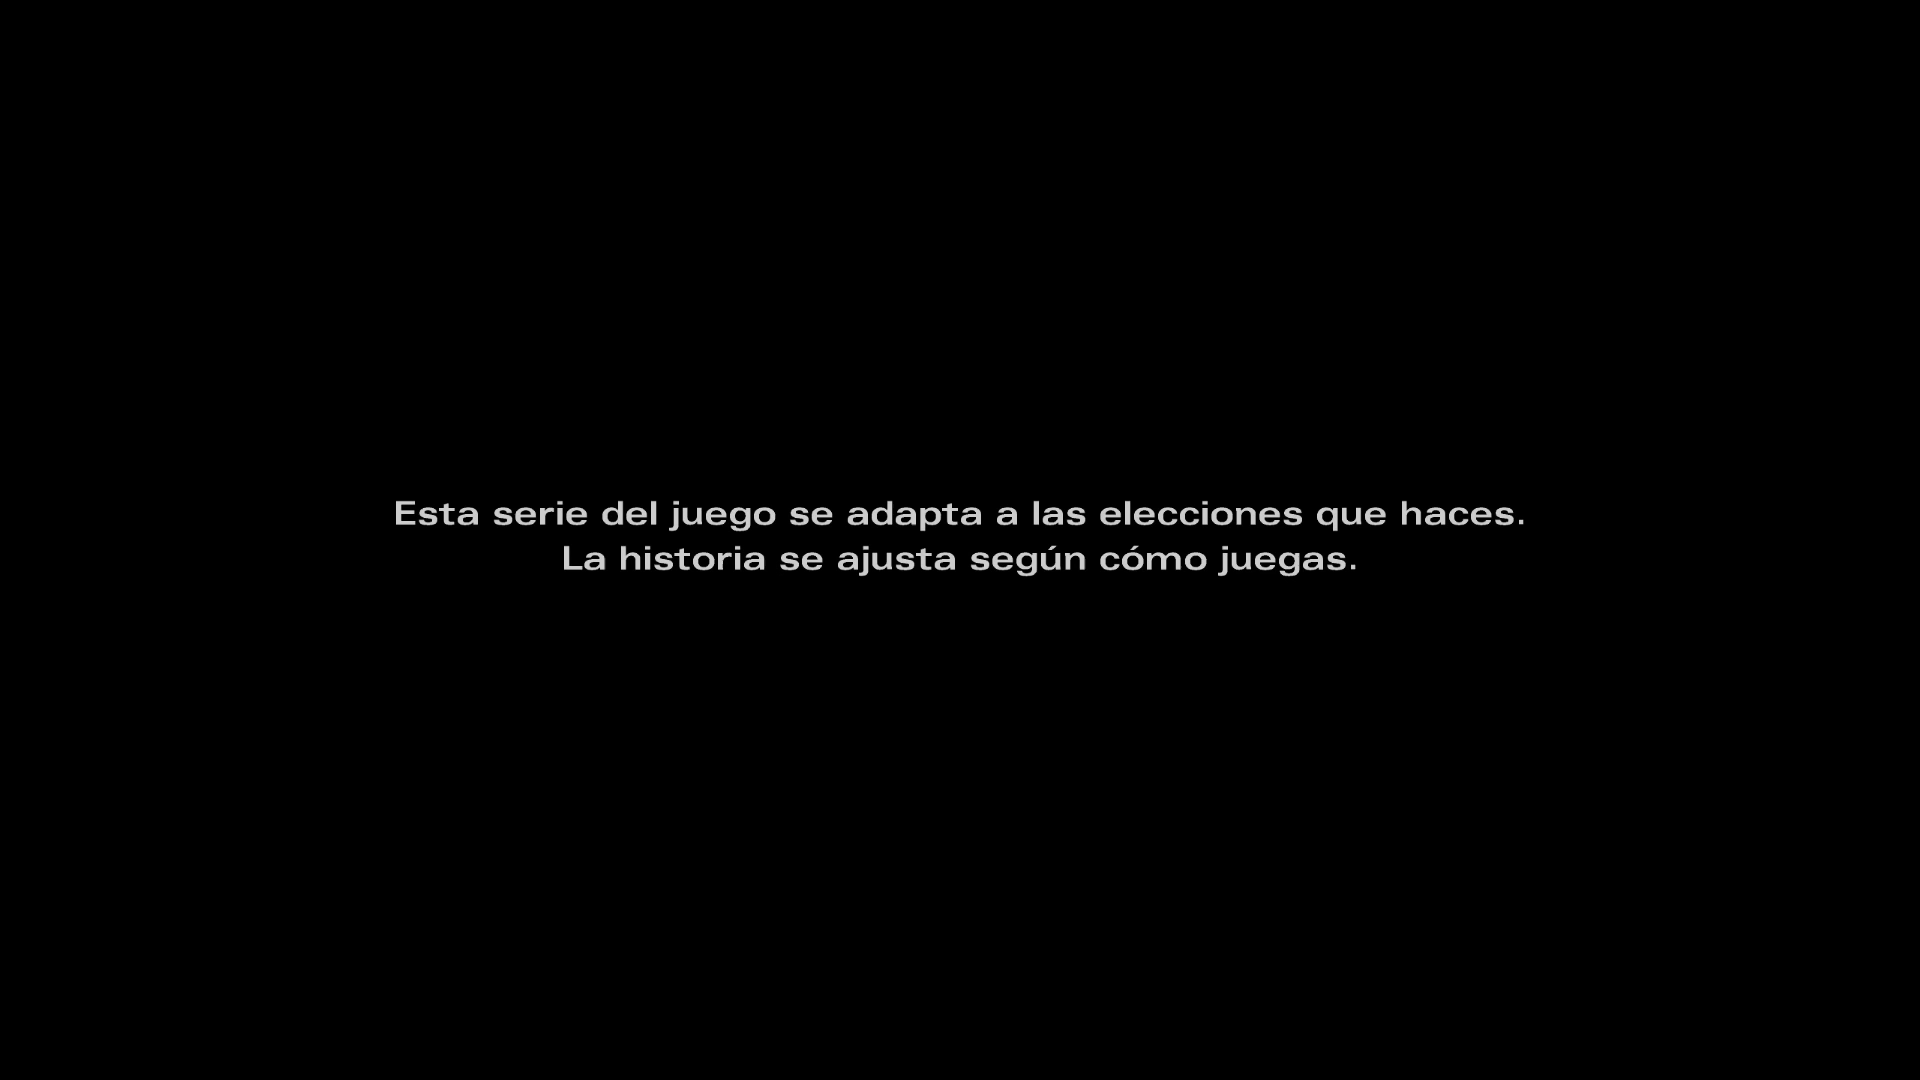 Esta serie del juego se adapta a las elecciones que haces.
La historia se ajusta según cómo juegas.